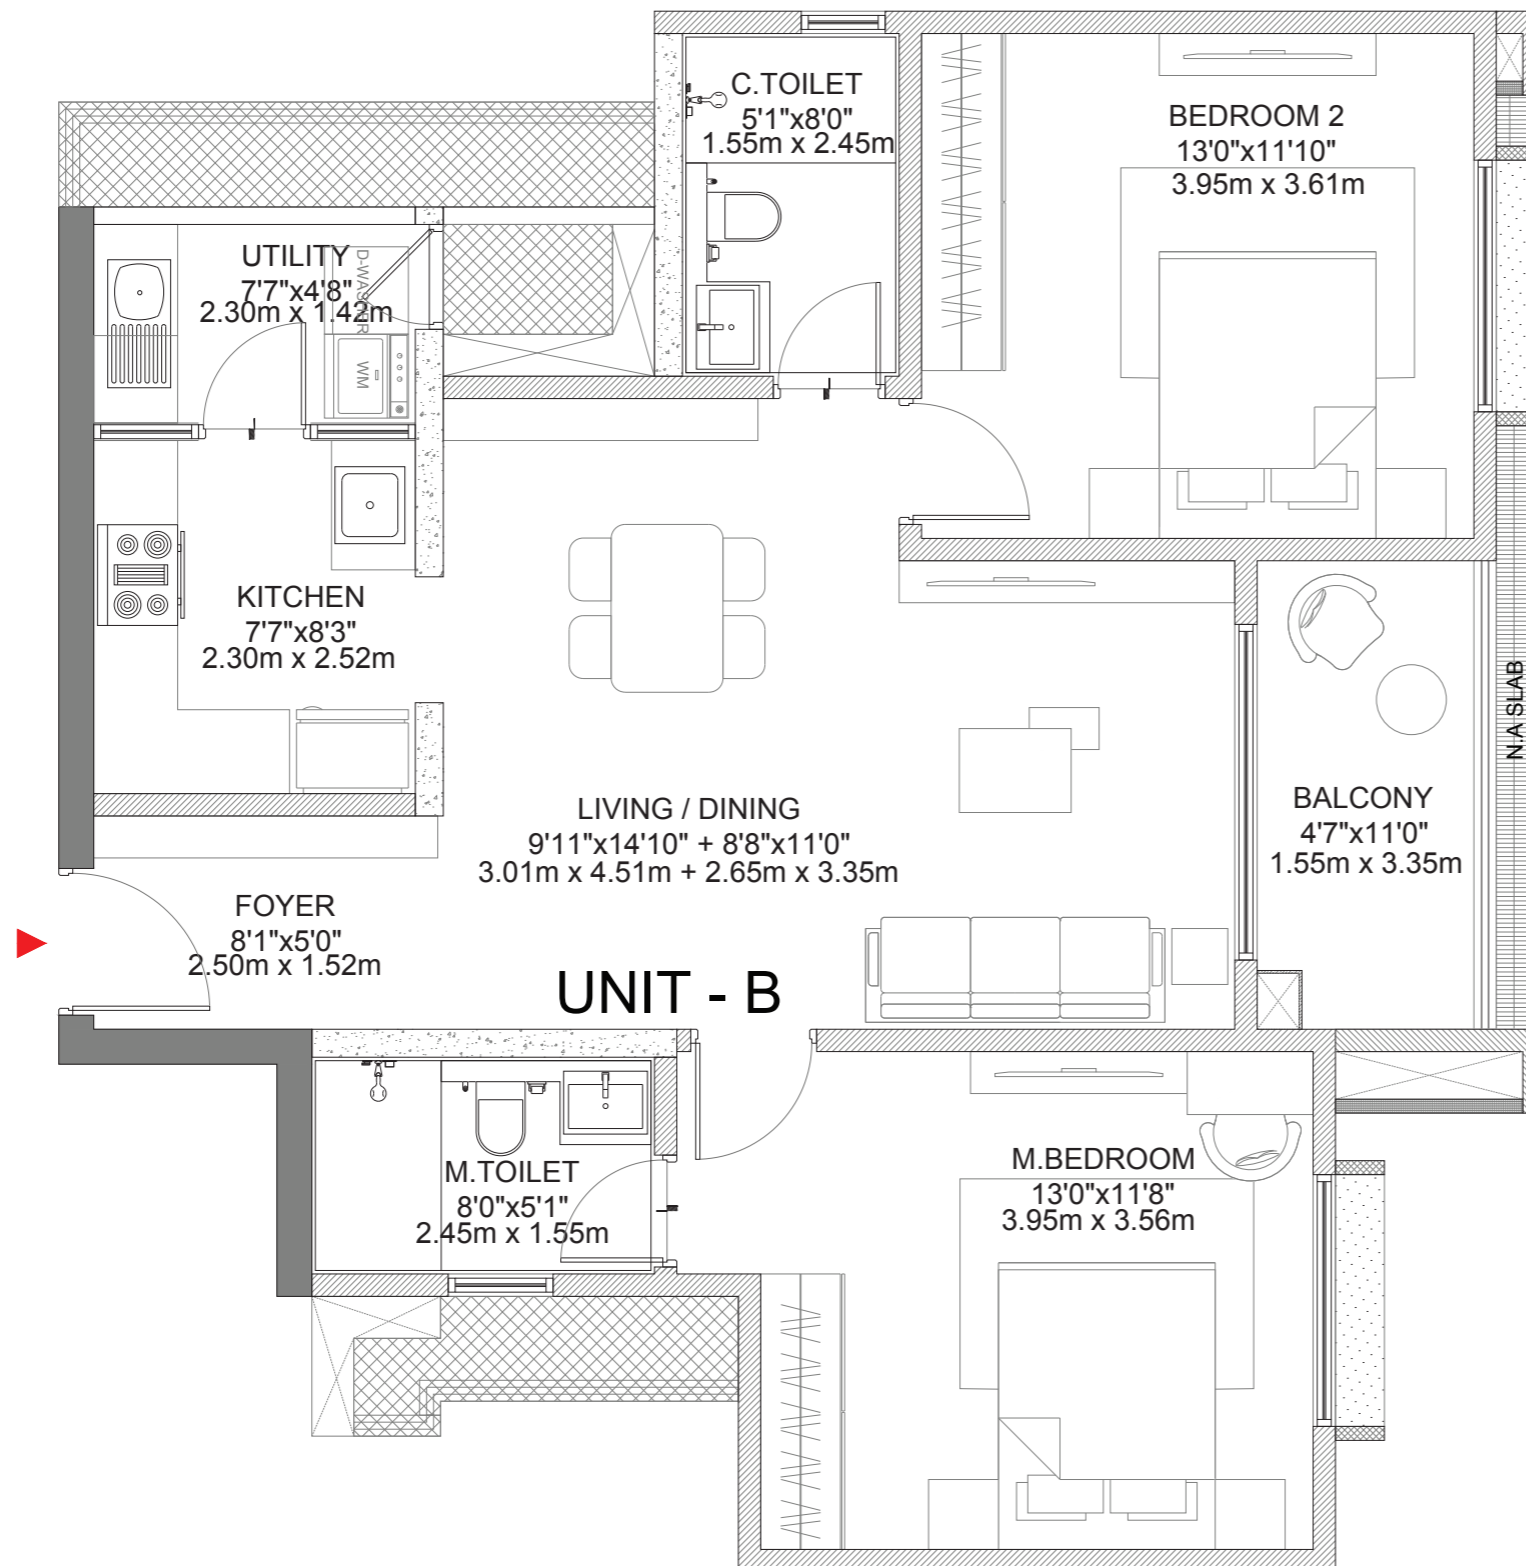 C.TOILET
5'1"x8'0"
1.55m x 2.45m
BEDROOM 2
13'0"x11'10"
3.95m x 3.61m
UTILITY
7'7"x4'8"
2.30m x 1.42m
D-WASHR
WM
KITCHEN
7'7"x8'3"
2.30m x 2.52m
LIVING / DINING
9'11"x14'10" + 8'8"x11'0"
3.01m x 4.51m + 2.65m x 3.35m
BALCONY
4'7"x11'0"
1.55m x 3.35m
N.A SLAB
FOYER
8'1"x5'0"
2.50m x 1.52m
UNIT - B
M.TOILET
8'0"x5'1"
2.45m x 1.55m
M.BEDROOM
13'0"x11'8"
3.95m x 3.56m